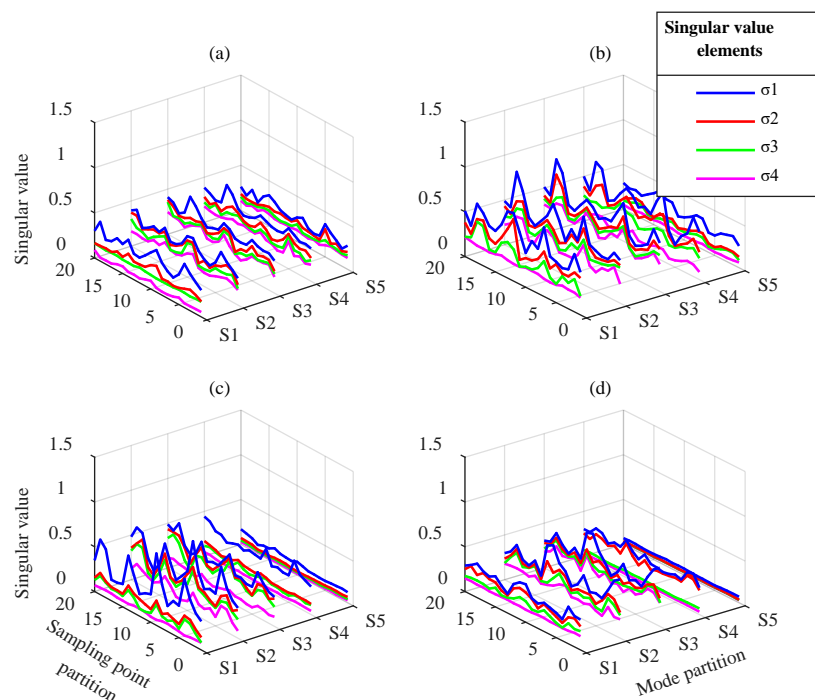 Singular value
elements
σ1
σ2
σ3
σ4
(a)
1.5
1
0.5
0
Singular value
20
15
10
5
0
S1
S2
S3
S4
S5
(b)
1.5
1
0.5
0
20
15
10
5
0
S1
S2
S3
S4
S5
(c)
1.5
1
0.5
0
Singular value
20
15
10
5
0
Sampling point
partition
S1
S2
S3
S4
S5
(d)
1.5
1
0.5
0
20
15
10
5
0
S1
S2
S3
S4
S5
Mode partition